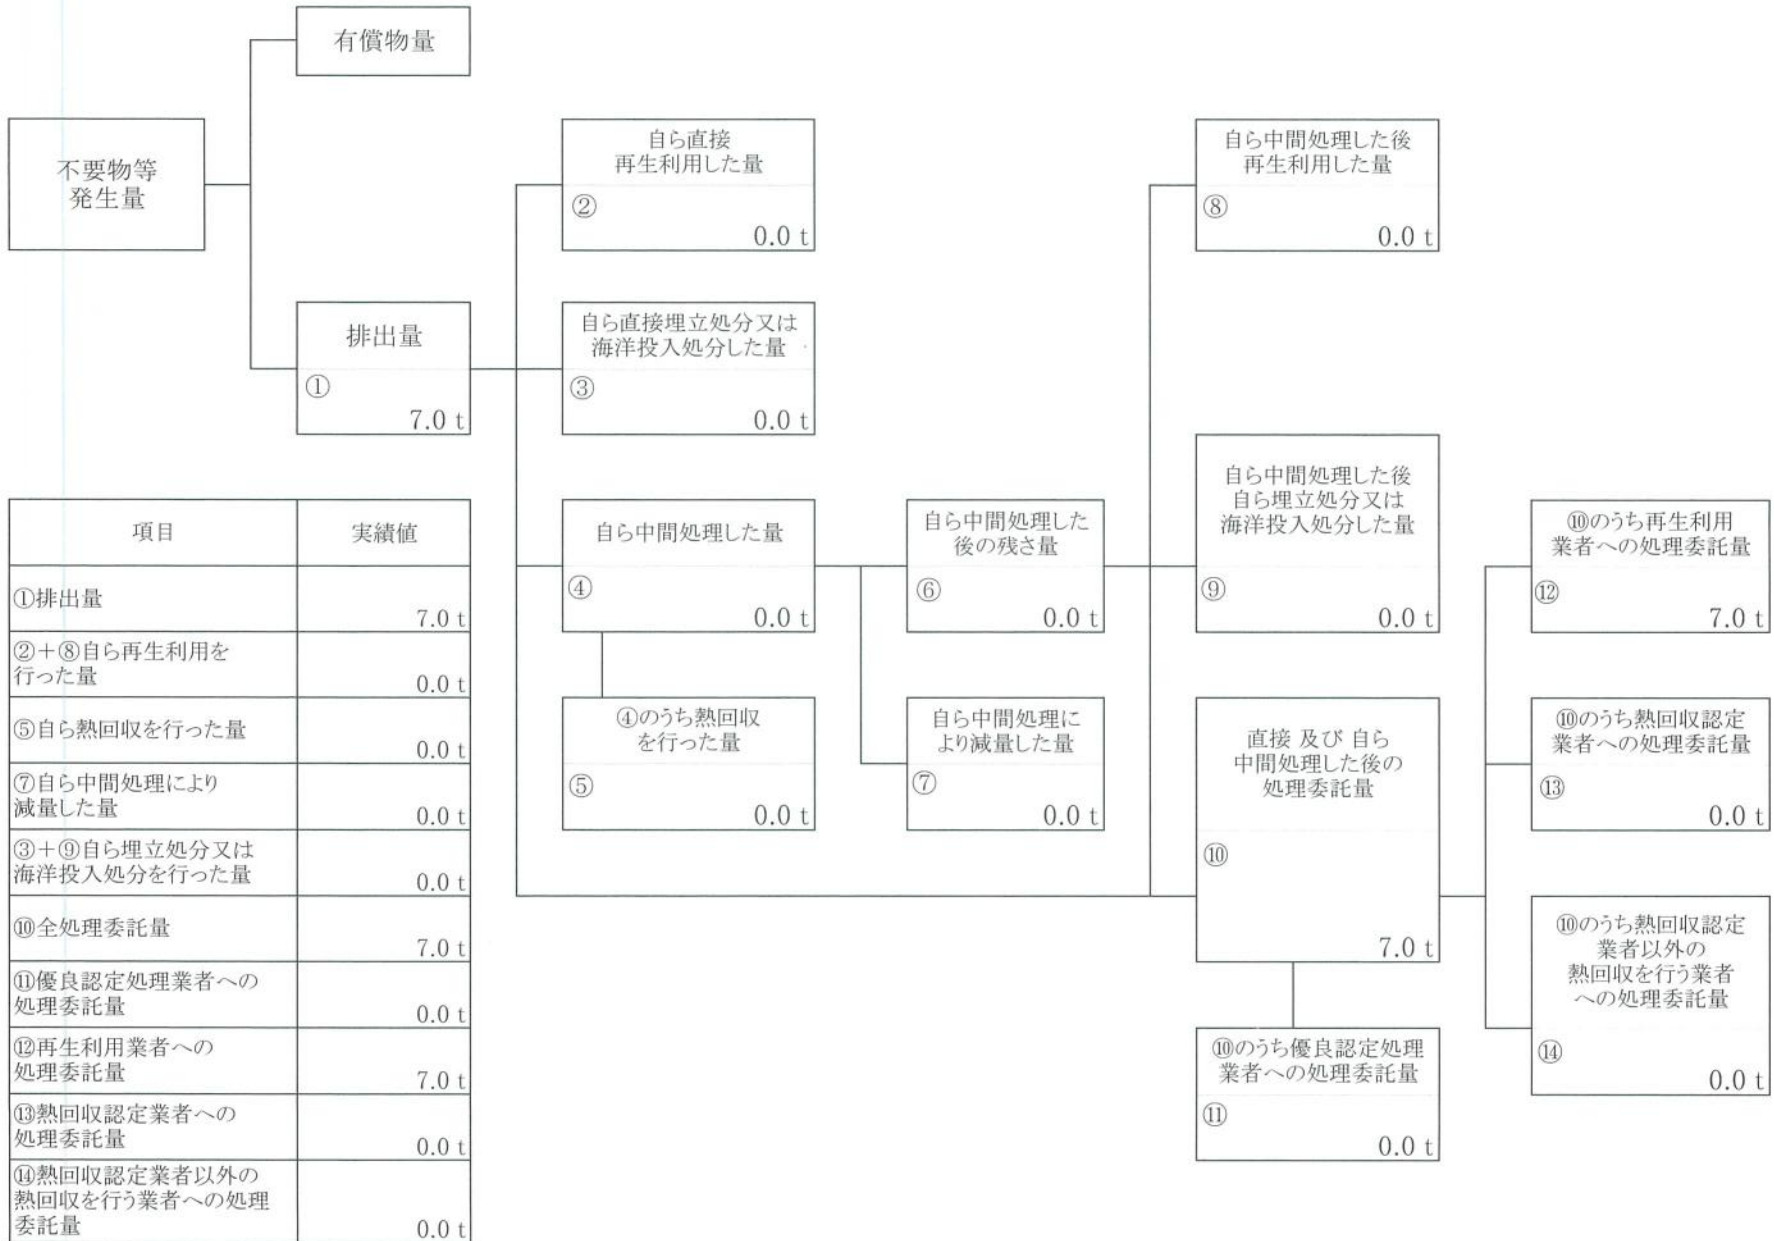 有償物量
不要物等
発生量
排出量
①
7.0 t
自ら直接
再生利用した量
②
0.0 t
自ら直接埋立処分又は
海洋投入処分した量
③
0.0 t
自ら中間処理した量
④
0.0 t
④のうち熱回収
を行った量
⑤
0.0 t
自ら中間処理した
後の残さ量
⑥
0.0 t
自ら中間処理に
より減量した量
⑦
0.0 t
自ら中間処理した後
再生利用した量
⑧
0.0 t
自ら中間処理した後
自ら埋立処分又は
海洋投入処分した量
⑨
0.0 t
直接 及び 自ら
中間処理した後の
処理委託量
⑩
7.0 t
⑩のうち優良認定処理
業者への処理委託量
⑪
0.0 t
⑩のうち再生利用
業者への処理委託量
⑫
7.0 t
⑩のうち熱回収認定
業者への処理委託量
⑬
0.0 t
⑩のうち熱回収認定
業者以外の
熱回収を行う業者
への処理委託量
⑭
0.0 t
項目 実績値
①排出量
7.0 t
②+⑧自ら再生利用を
行った量
0.0 t
⑤自ら熱回収を行った量
0.0 t
⑦自ら中間処理により
減量した量
0.0 t
③+⑨自ら埋立処分又は
海洋投入処分を行った量
0.0 t
⑩全処理委託量
7.0 t
⑪優良認定処理業者への
処理委託量
0.0 t
⑫再生利用業者への
処理委託量
7.0 t
⑬熱回収認定業者への
処理委託量
0.0 t
⑭熱回収認定業者以外の
熱回収を行う業者への処理
委託量
0.0 t